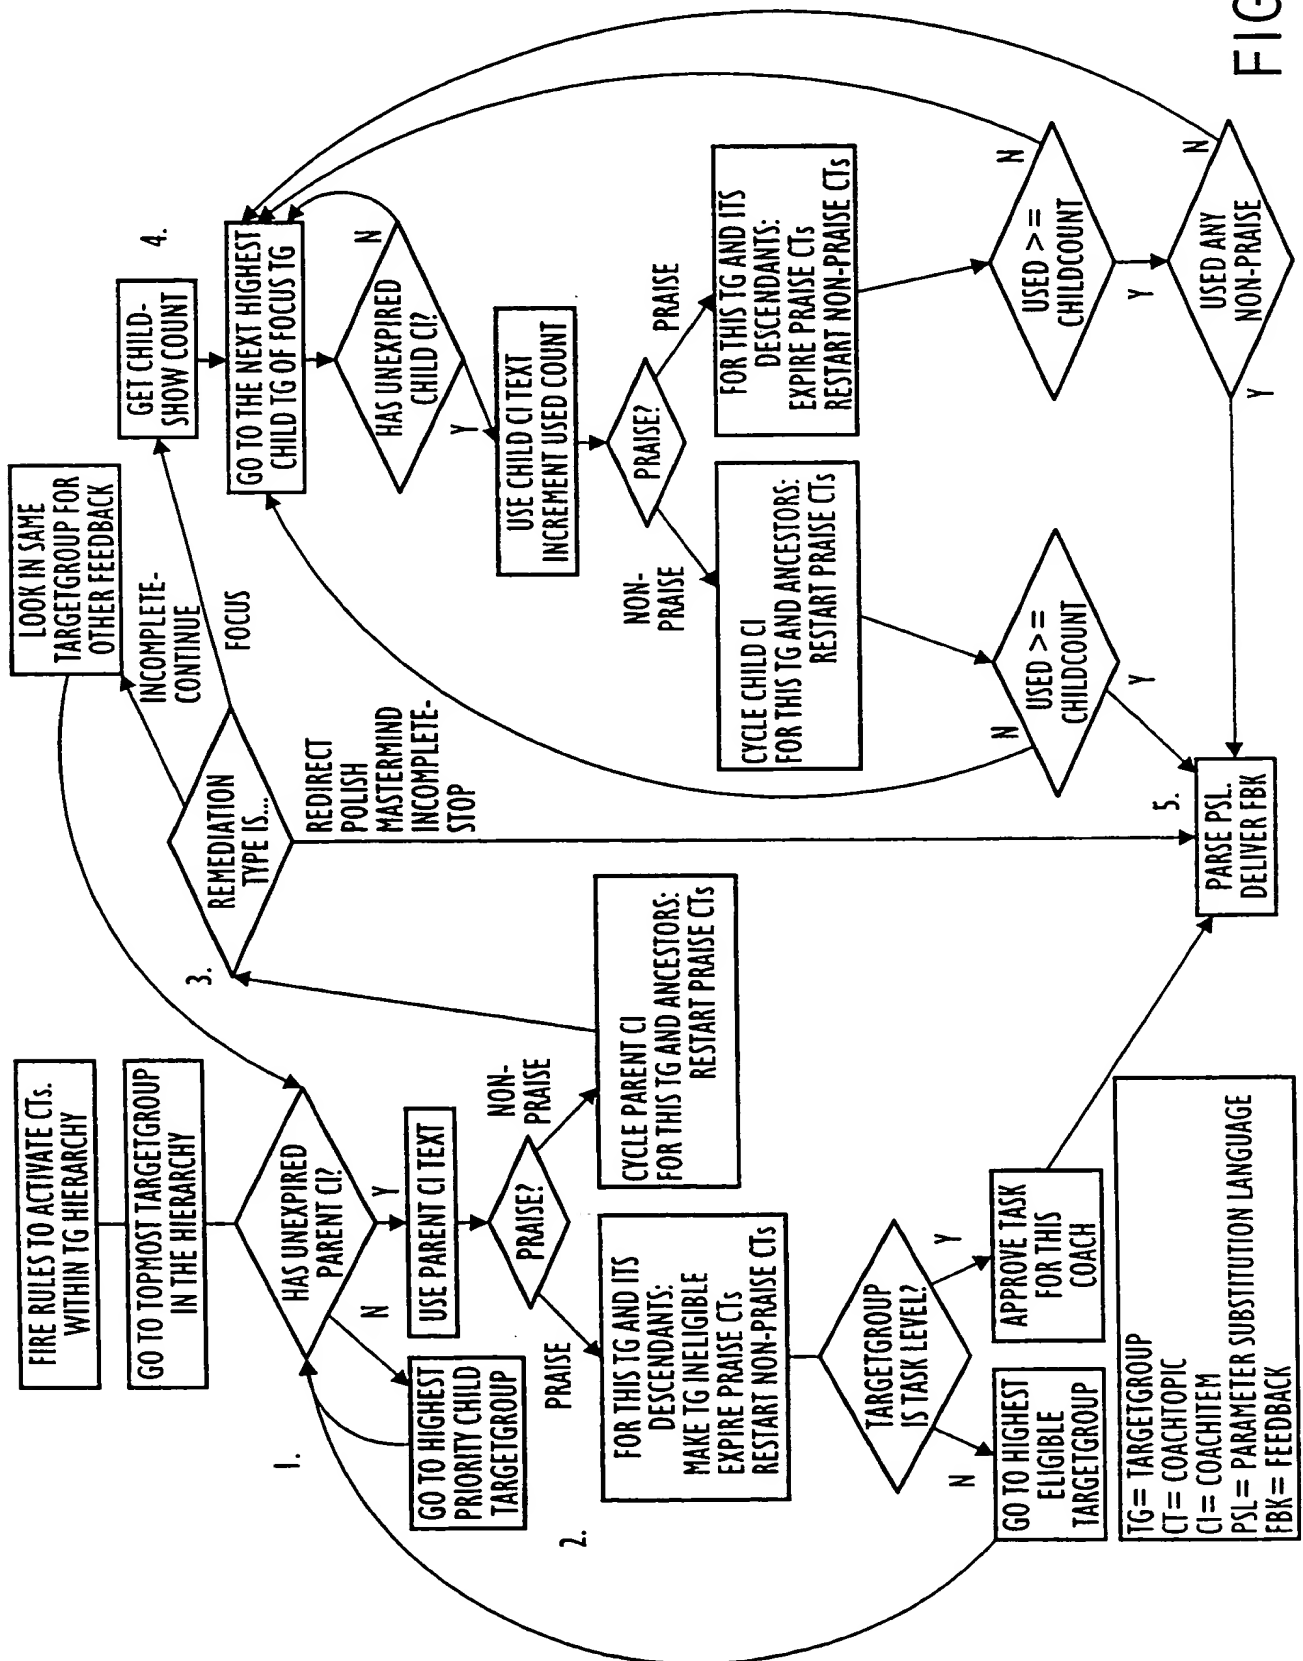 FIRE RULES TO ACTIVATE CTs.
WITHIN TG HIERARCHY
GO TO TOPMOST TARGETGROUP
IN THE HIERARCHY
1.
HAS UNEXPIRED
PARENT CI?
N
Y
GO TO HIGHEST
PRIORITY CHILD
TARGETGROUP
USE PARENT CI TEXT
2.
PRAISE?
PRAISE
NON-
PRAISE
FOR THIS TG AND ITS
DESCENDANTS:
MAKE TG INELIGIBLE
EXPIRE PRAISE CTs
RESTART NON-PRAISE CTs
CYCLE PARENT CI
FOR THIS TG AND ANCESTORS:
RESTART PRAISE CTs
TARGETGROUP
IS TASK LEVEL?
N
Y
GO TO HIGHEST
ELIGIBLE
TARGETGROUP
APPROVE TASK
FOR THIS
COACH
TG= TARGETGROUP
CT= COACHTOPIC
CI= COACHITEM
PSL= PARAMETER SUBSTITUTION LANGUAGE
FBK= FEEDBACK
3.
REMEDIATION
TYPE IS...
LOOK IN SAME
TARGETGROUP FOR
OTHER FEEDBACK
INCOMPLETE-
CONTINUE
FOCUS
REDIRECT
POLISH
MASTERMIND
INCOMPLETE-
STOP
4.
GET CHILD-
SHOW COUNT
GO TO THE NEXT HIGHEST
CHILD TG OF FOCUS TG
HAS UNEXPIRED
CHILD CI?
N
Y
USE CHILD CI TEXT
INCREMENT USED COUNT
PRAISE?
NON-
PRAISE
PRAISE
CYCLE CHILD CI
FOR THIS TG AND ANCESTORS:
RESTART PRAISE CTs
FOR THIS TG AND ITS
DESCENDANTS:
EXPIRE PRAISE CTs
RESTART NON-PRAISE CTs
USED >=
CHILDCOUNT
N
Y
USED >=
CHILDCOUNT
N
Y
USED ANY
NON-PRAISE
N
Y
5.
PARSE PSL.
DELIVER FBK
FIG